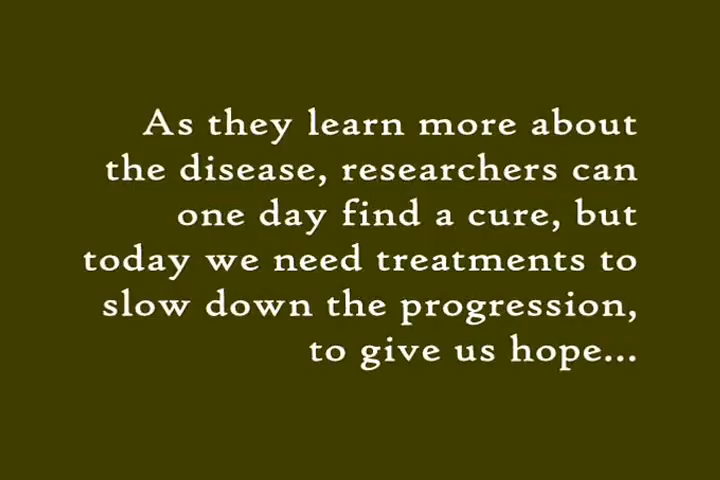 As they learn more about
the disease, researchers can
one day find a cure, but
today we need treatments to
slow down the progression,
to give us hope...